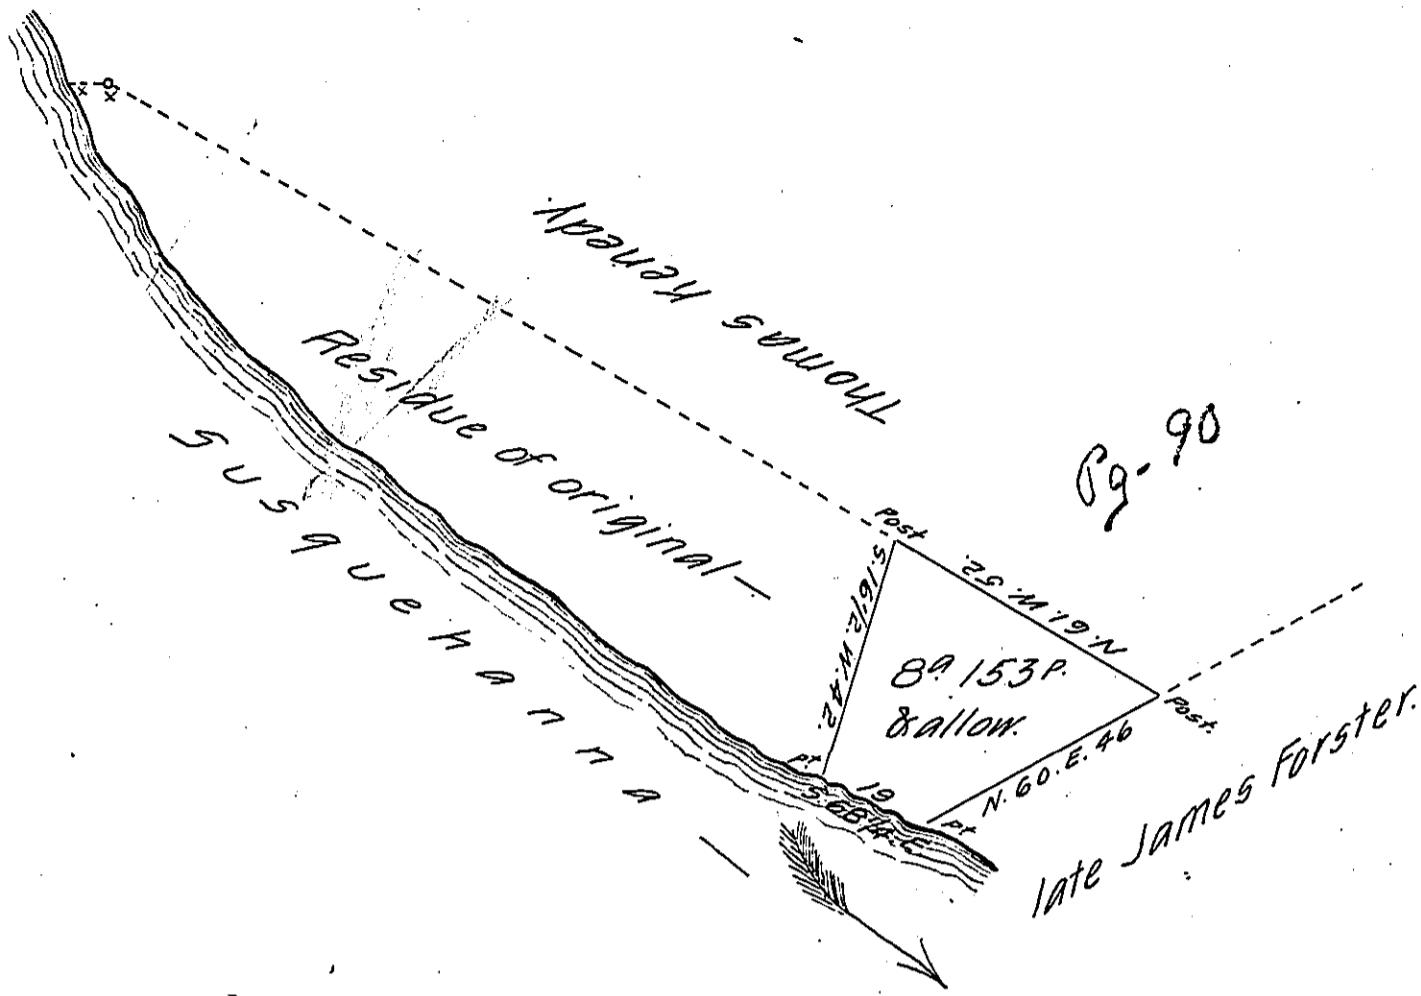 Thomas Kenedy
Pg- 90
Residue of original —
Susquehanna —
Post
S.16½.W.42.
N.61.W.52.
8a 153 P.
& allow.
Post.
N.60.E.46
pt
19
S.68¼.E
pt
late James Forster.
x
x